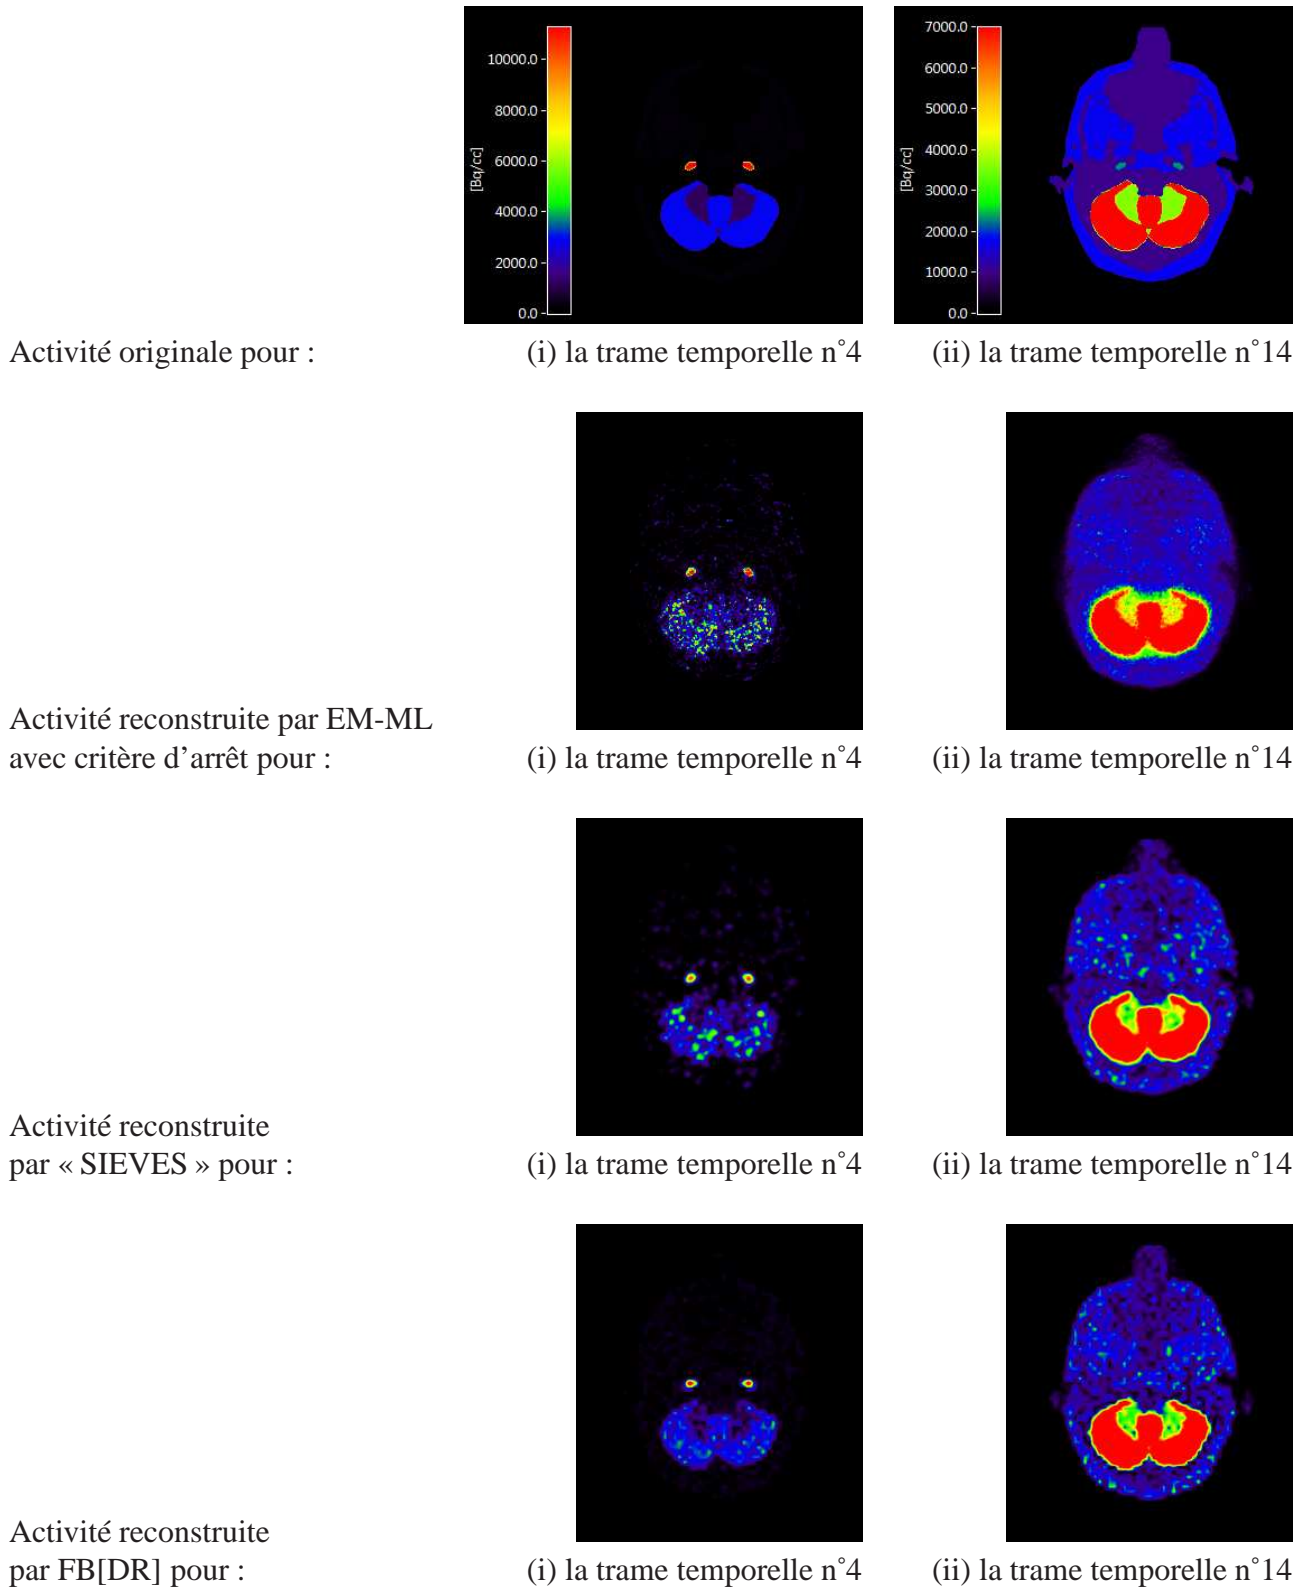 10000.0
8000.0
6000.0
4000.0
2000.0
0.0
[Bq/cc]
7000.0
6000.0
5000.0
4000.0
3000.0
2000.0
1000.0
0.0
[Bq/cc]
Activité originale pour : (i) la trame temporelle n˚4 (ii) la trame temporelle n˚14
Activité reconstruite par EM-ML
avec critère d’arrêt pour : (i) la trame temporelle n˚4 (ii) la trame temporelle n˚14
Activité reconstruite
par « SIEVES » pour : (i) la trame temporelle n˚4 (ii) la trame temporelle n˚14
Activité reconstruite
par FB[DR] pour : (i) la trame temporelle n˚4 (ii) la trame temporelle n˚14